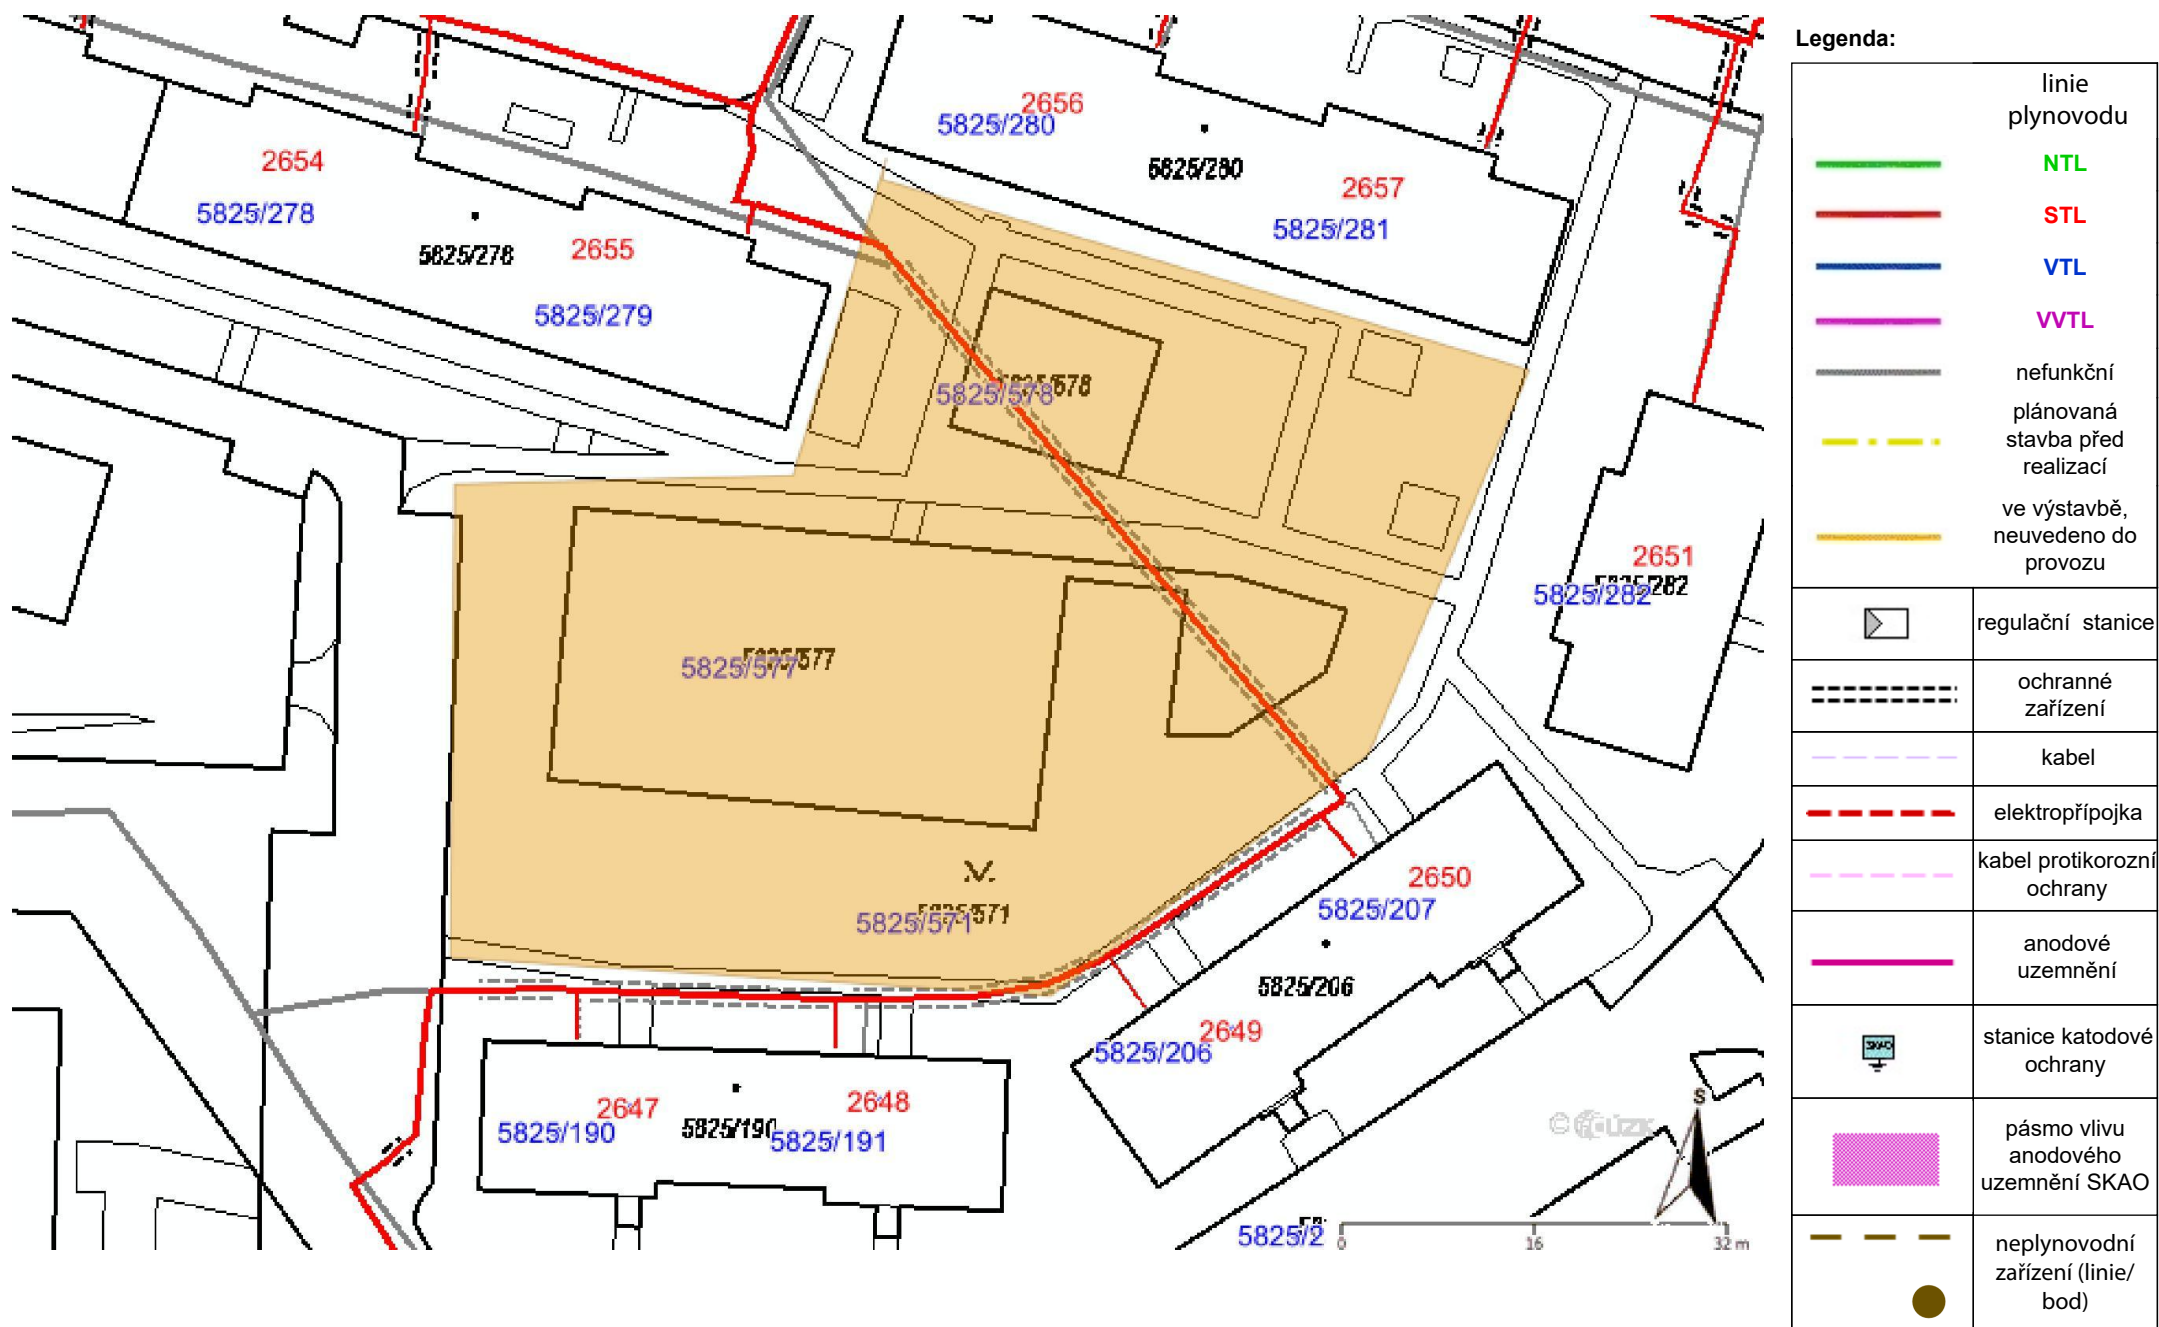 2656
5825/280
5825/280
2657
5825/281
2654
5825/278
5825/278
2655
5825/279
5825/578
2651
5825/282
5825/577
5825/571
2650
5825/207
5825/206
2649
5825/206
2647
5825/190
5825/190
2648
5825/191
5825/2
S
0 16 32 m
Legenda:
linie
plynovodu
NTL
STL
VTL
VVTL
nefunkční
plánovaná
stavba před
realizací
ve výstavbě,
neuvedeno do
provozu
regulační stanice
ochranné
zařízení
kabel
elektropřípojka
kabel protikorozní
ochrany
anodové
uzemnění
SKAO
stanice katodové
ochrany
pásmo vlivu
anodového
uzemnění SKAO
neplynovodní
zařízení (linie/
bod)